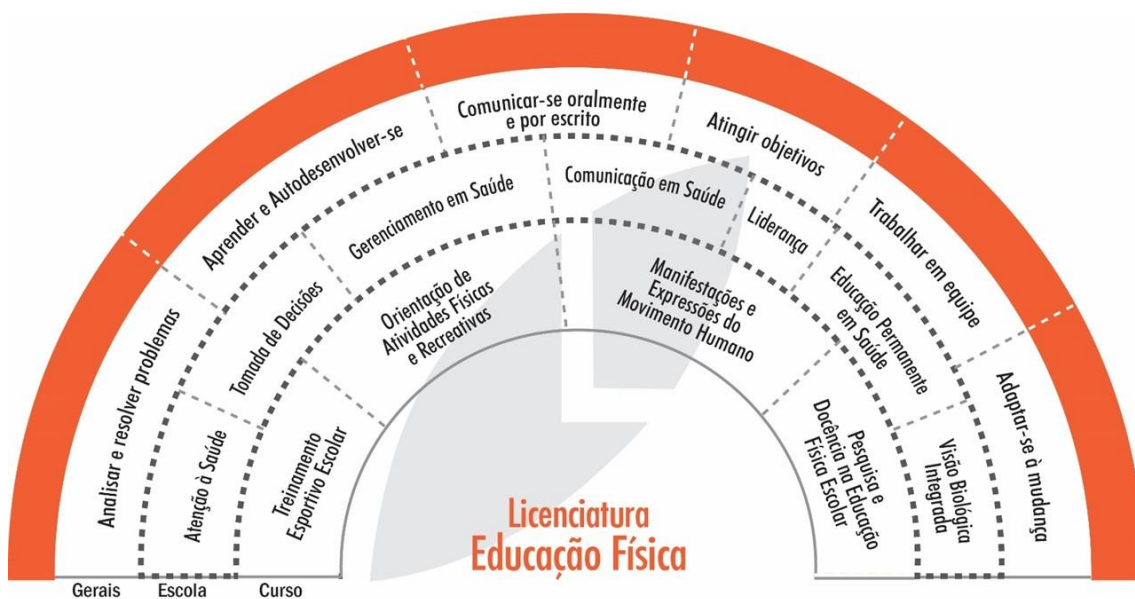 Analisar e resolver problemas
Aprender e Autodesenvolver-se
Comunicar-se oralmente
e por escrito
Atingir objetivos
Trabalhar em equipe
Adaptar-se à mudança
Atenção à Saúde
Tomada de Decisões
Gerenciamento em Saúde
Comunicação em Saúde
Liderança
Educação Permanente
em Saúde
Visão Biológica
Integrada
Treinamento
Esportivo Escolar
Orientação de
Atividades Físicas
e Recreativas
Manifestações e
Expressões do
Movimento Humano
Pesquisa e
Docência na Educação
Física Escolar
Licenciatura
Educação Física
Gerais
Escola
Curso